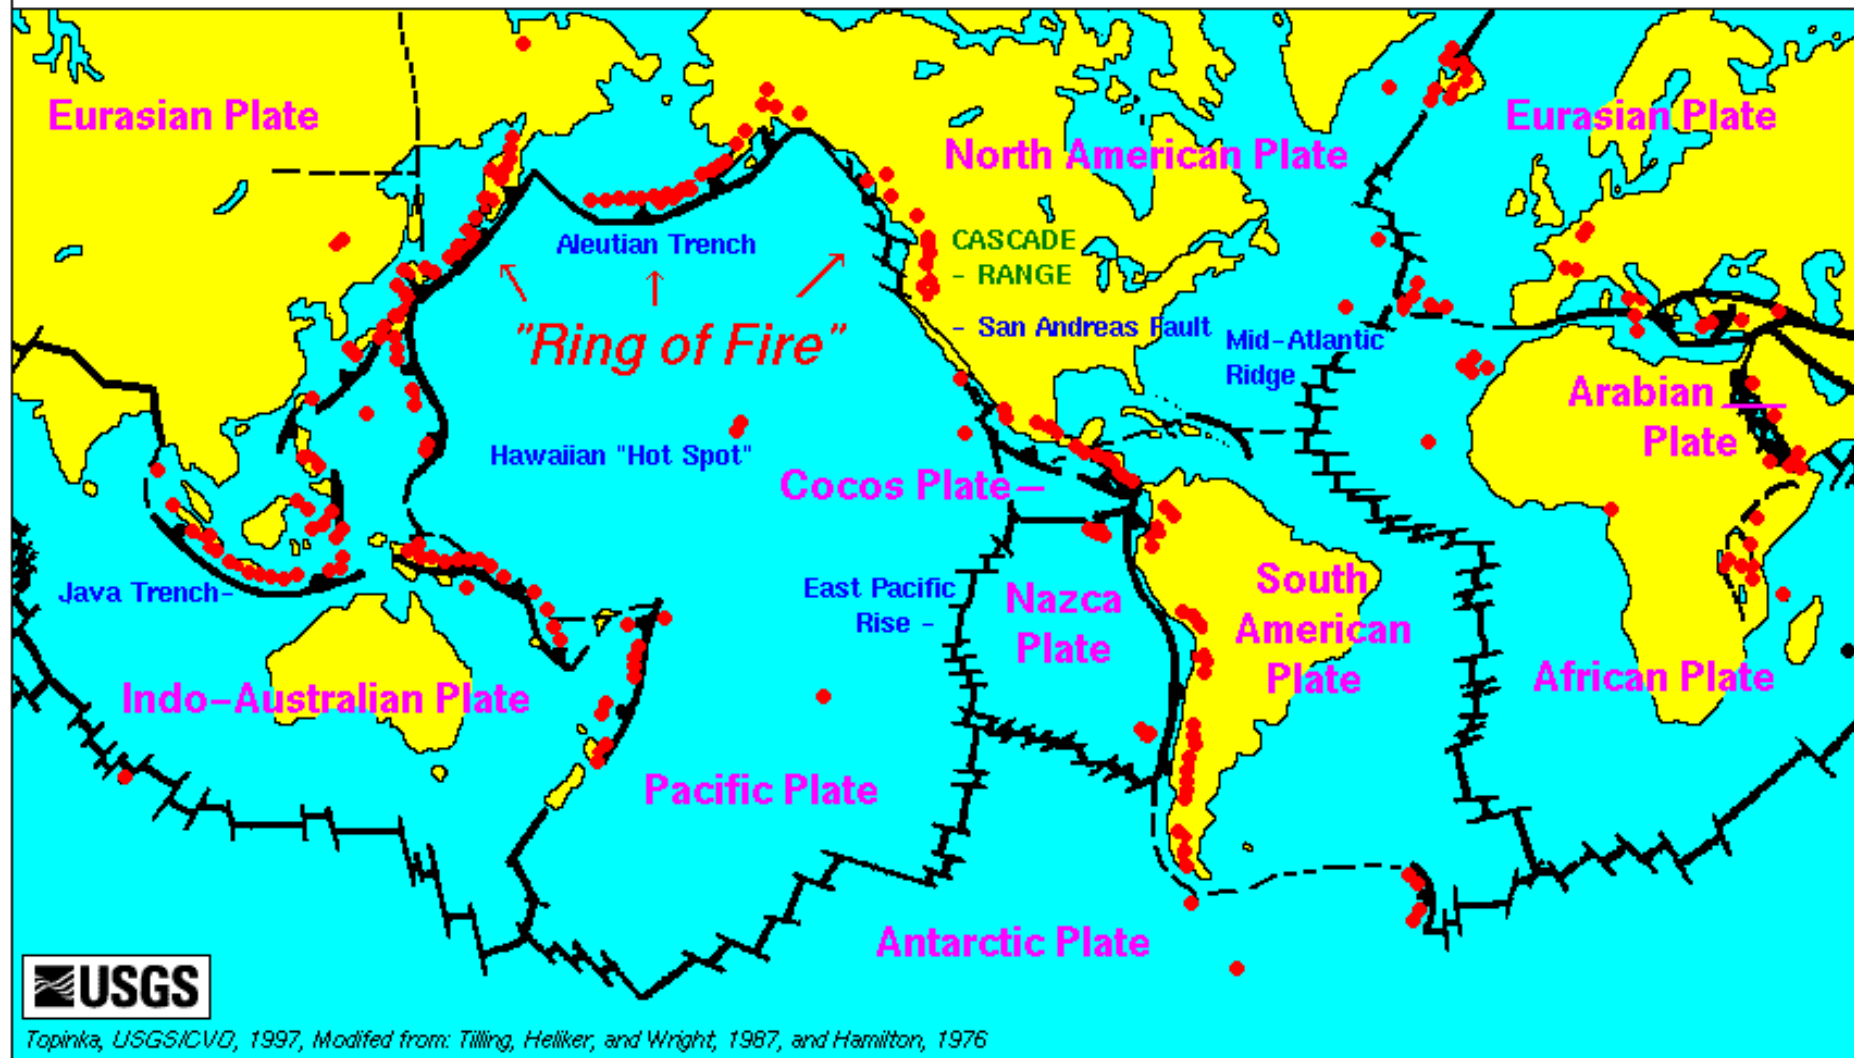 Eurasian Plate
Eurasian Plate
North American Plate
Aleutian Trench
CASCADE
- RANGE
"Ring of Fire"
- San Andreas Fault
Mid-Atlantic
Ridge
Arabian
Plate
Hawaiian "Hot Spot"
Cocos Plate-
Java Trench-
East Pacific
Rise -
Nazca
Plate
South
American
Plate
Indo-Australian Plate
African Plate
Pacific Plate
Antarctic Plate
USGS
Topinka, USGS/CVO, 1997, Modifed from: Tilling, Heliker, and Wright, 1987, and Hamilton, 1976